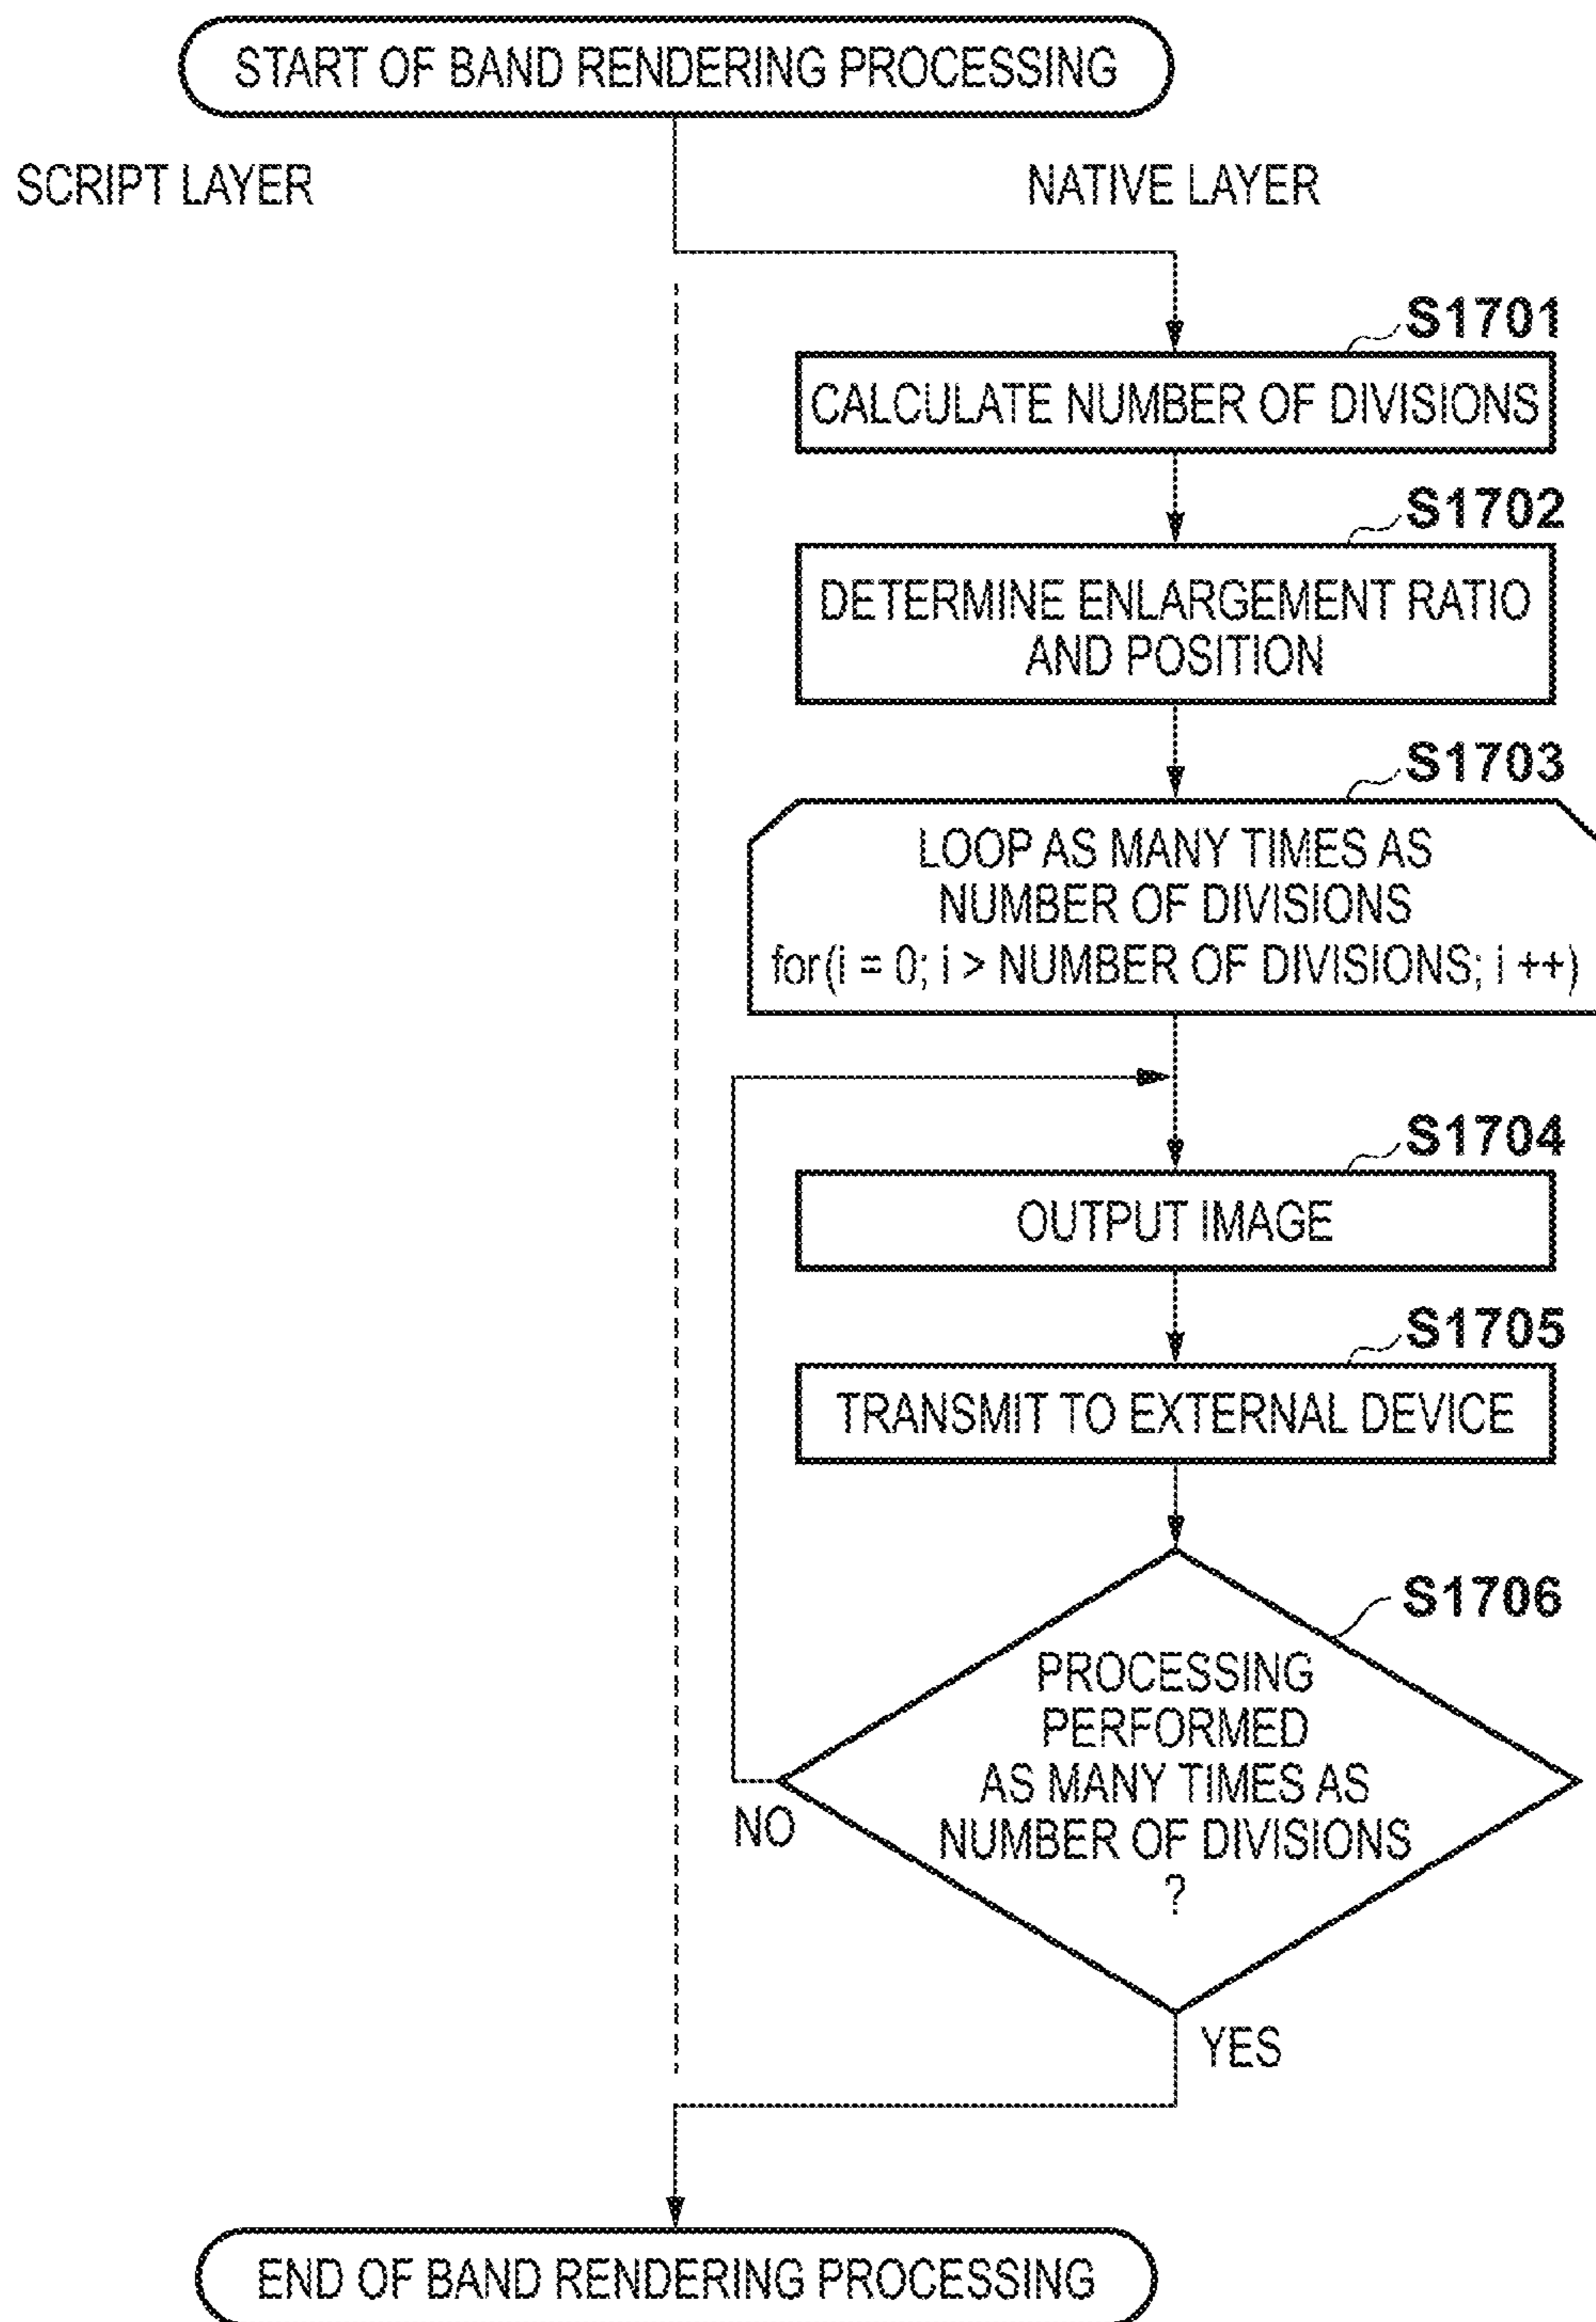 START OF BAND RENDERING PROCESSING
SCRIPT LAYER
NATIVE LAYER
S1701
CALCULATE NUMBER OF DIVISIONS
S1702
DETERMINE ENLARGEMENT RATIO
AND POSITION
S1703
LOOP AS MANY TIMES AS
NUMBER OF DIVISIONS
for(i = 0; i > NUMBER OF DIVISIONS; i ++)
S1704
OUTPUT IMAGE
S1705
TRANSMIT TO EXTERNAL DEVICE
S1706
PROCESSING
PERFORMED
AS MANY TIMES AS
NUMBER OF DIVISIONS
?
NO
YES
END OF BAND RENDERING PROCESSING